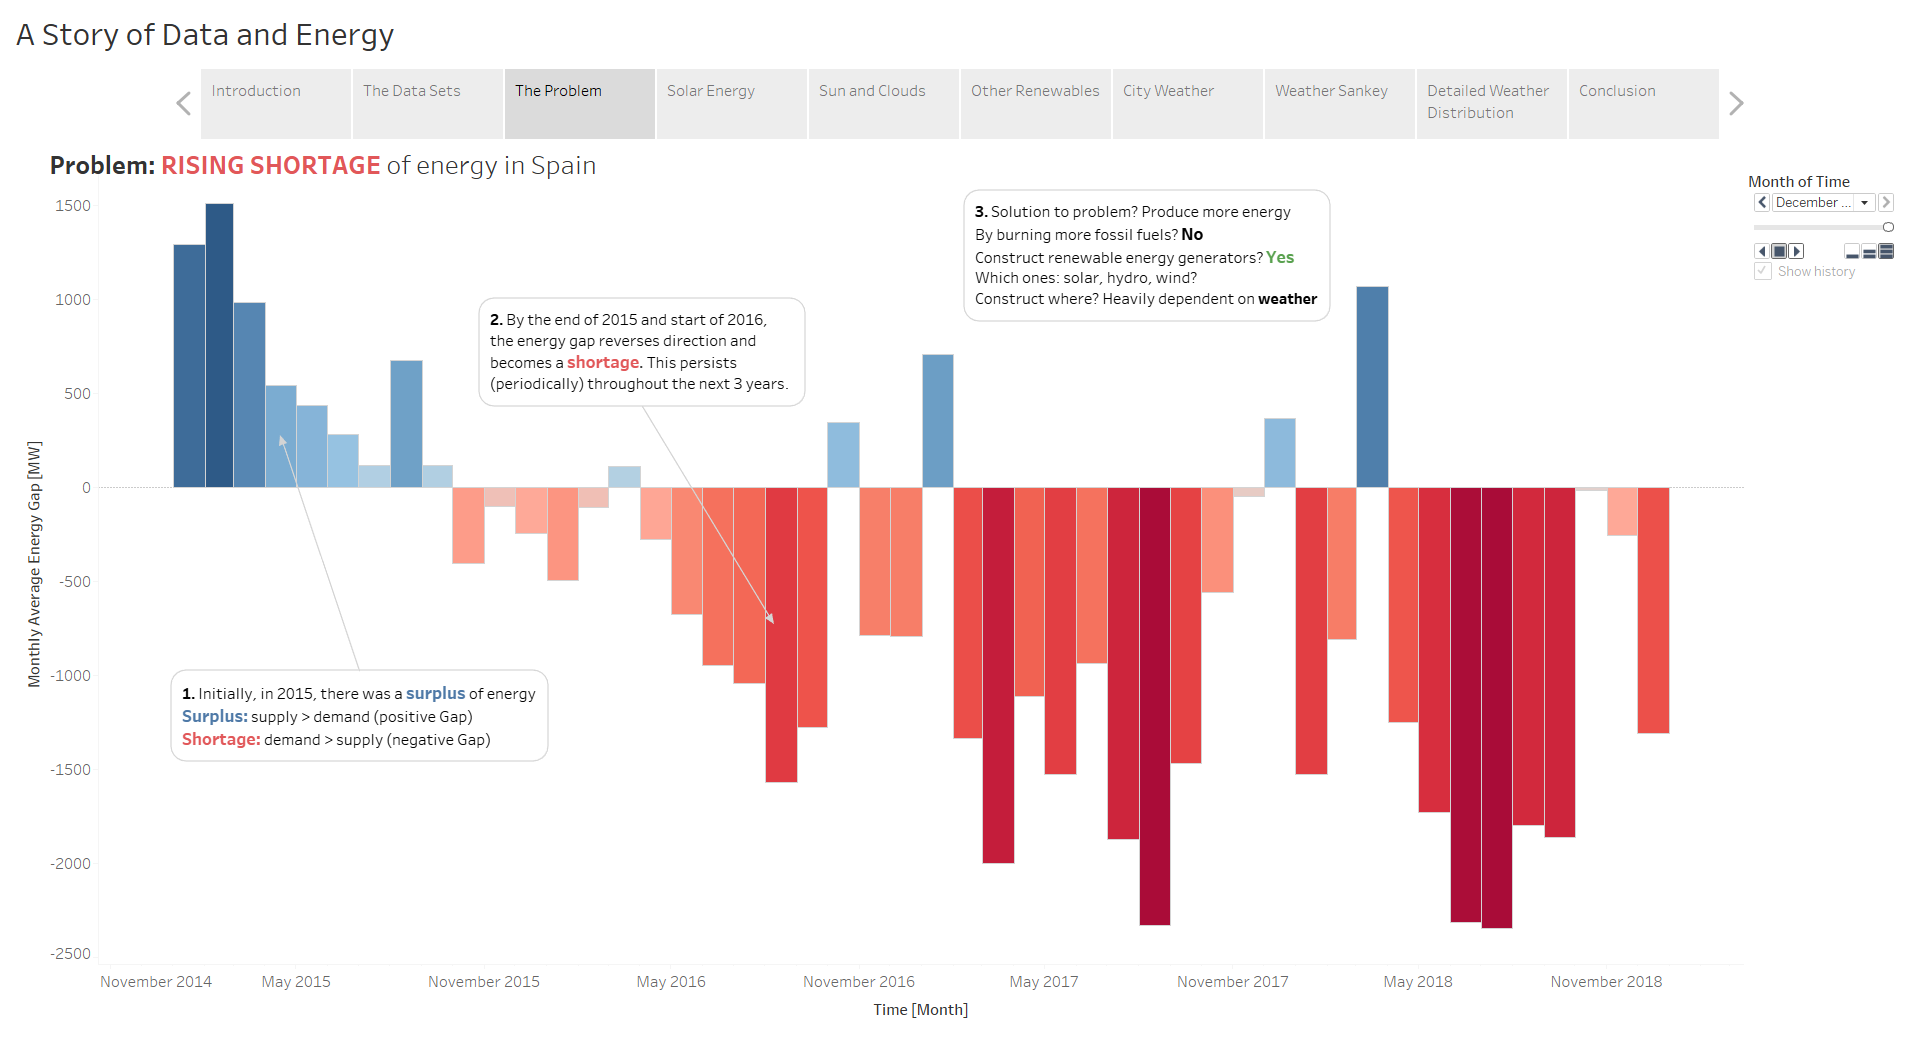 A Story of Data and Energy
Introduction
The Data Sets
The Problem
Solar Energy
Sun and Clouds
Other Renewables
City Weather
Weather Sankey
Detailed Weather
Distribution
Conclusion
Problem: RISING SHORTAGE of energy in Spain
Month of Time
December ...
Show history
3. Solution to problem? Produce more energy
By burning more fossil fuels? No
Construct renewable energy generators? Yes
Which ones: solar, hydro, wind?
Construct where? Heavily dependent on weather
2. By the end of 2015 and start of 2016,
the energy gap reverses direction and
becomes a shortage. This persists
(periodically) throughout the next 3 years.
1. Initially, in 2015, there was a surplus of energy
Surplus: supply > demand (positive Gap)
Shortage: demand > supply (negative Gap)
Monthly Average Energy Gap [MW]
1500
1000
500
0
-500
-1000
-1500
-2000
-2500
November 2014
May 2015
November 2015
May 2016
November 2016
May 2017
November 2017
May 2018
November 2018
Time [Month]